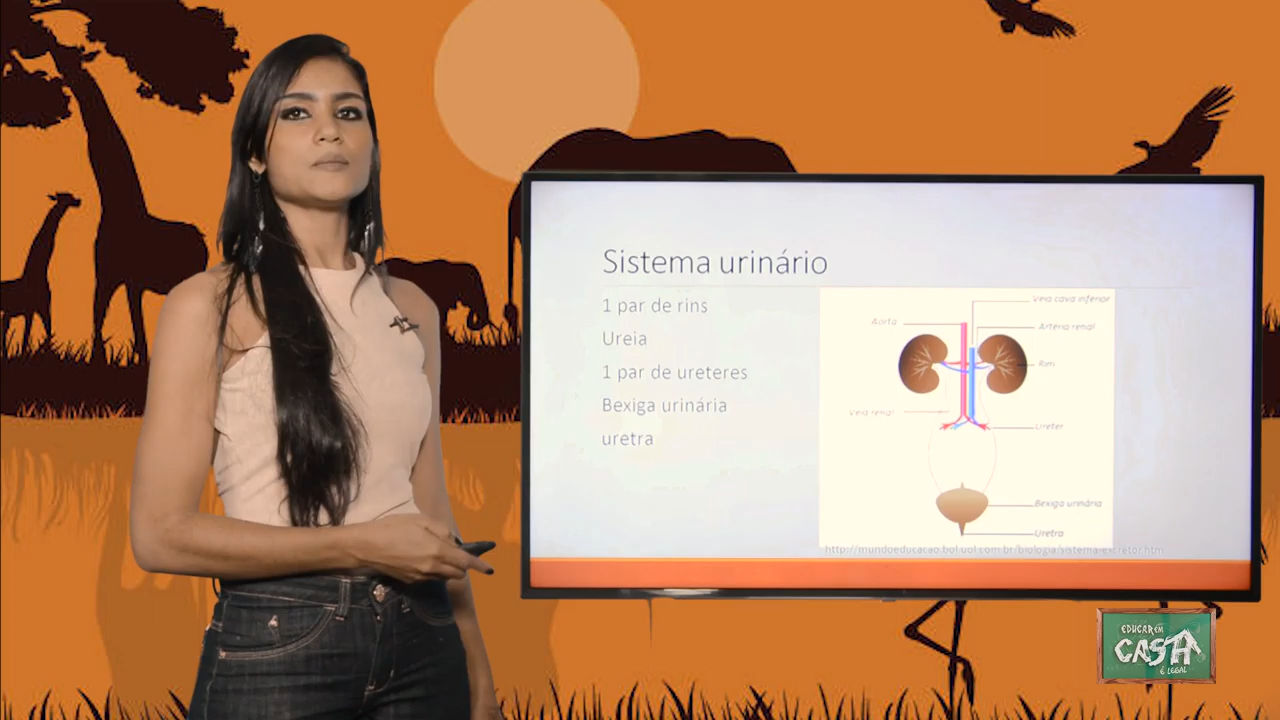 Sistema urinário
1 par de rins
Ureia
1 par de ureteres
Bexiga urinária
uretra
Veia cava inferior
Aorta
Artéria renal
Rim
Veia renal
Ureter
Bexiga urinária
Uretra
http://mundoeducacao.bol.uol.com.br/biologia/sistema-excretor.htm
EDUCAR EM
CASA
É LEGAL